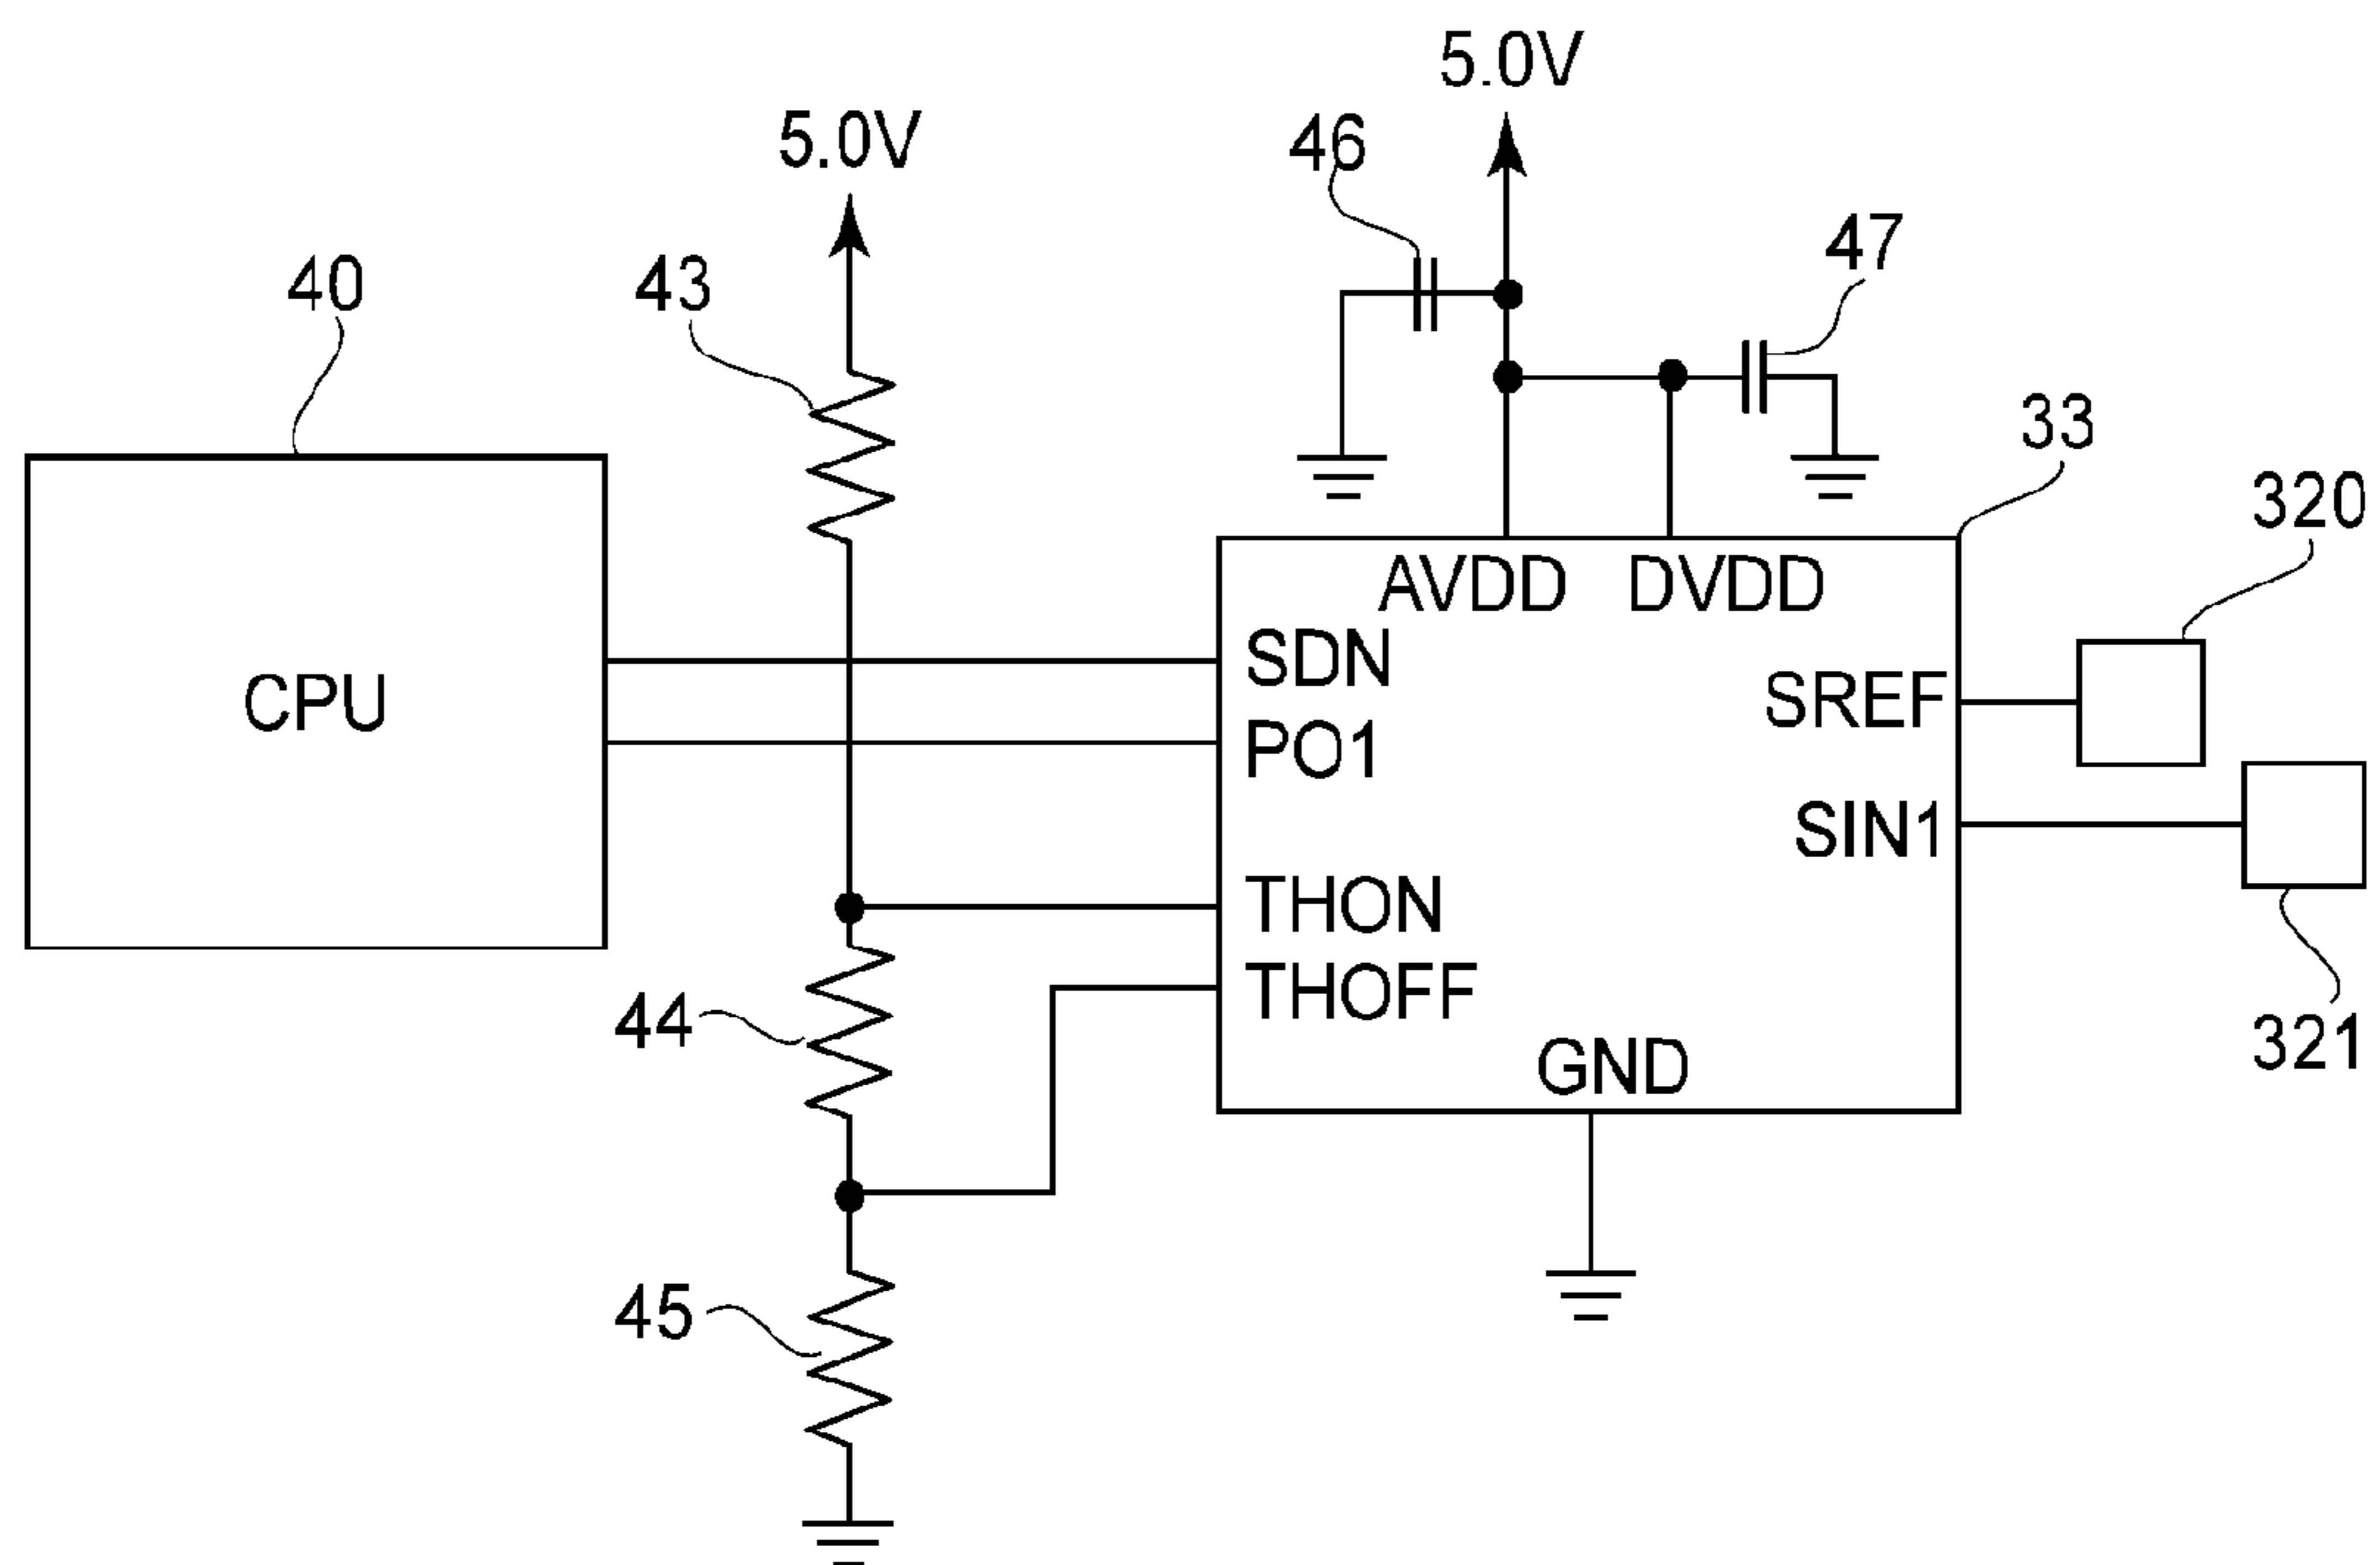 5.0V
46
5.0V
47
40
43
33
320
AVDD DVDD
SDN
CPU
SREF
PO1
SIN1
THON
THOFF
44
321
GND
45